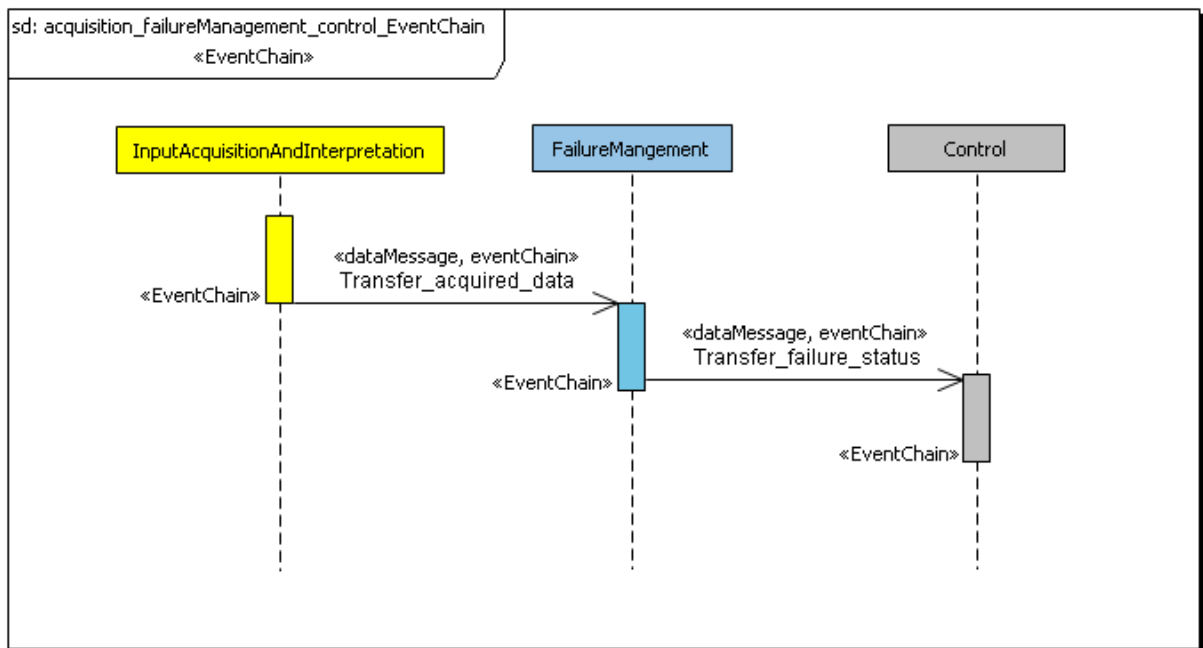 sd: acquisition_failureManagement_control_EventChain
«EventChain»
InputAcquisitionAndInterpretation
FailureMangement
Control
«dataMessage, eventChain»
Transfer_acquired_data
«EventChain»
«dataMessage, eventChain»
Transfer_failure_status
«EventChain»
«EventChain»